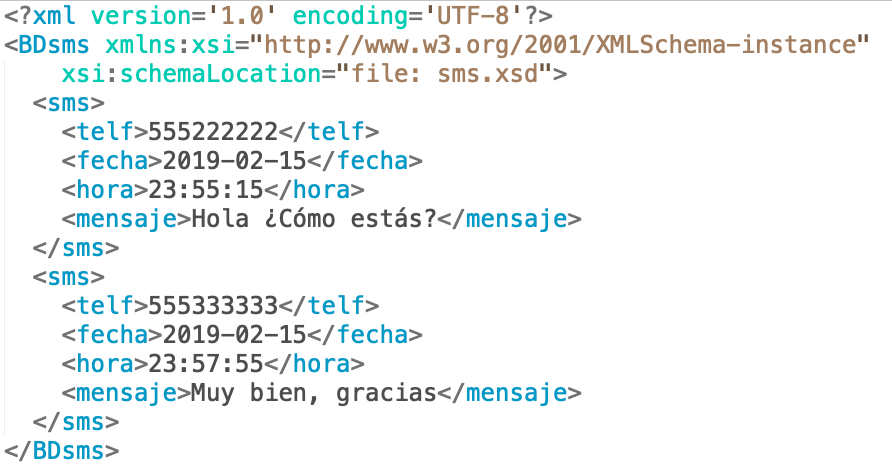 <?xml version='1.0' encoding='UTF-8'?>
<BDsms xmlns:xsi="http://www.w3.org/2001/XMLSchema-instance"
    xsi:schemaLocation="file: sms.xsd">
  <sms>
    <telf>555222222</telf>
    <fecha>2019-02-15</fecha>
    <hora>23:55:15</hora>
    <mensaje>Hola ¿Cómo estás?</mensaje>
  </sms>
  <sms>
    <telf>555333333</telf>
    <fecha>2019-02-15</fecha>
    <hora>23:57:55</hora>
    <mensaje>Muy bien, gracias</mensaje>
  </sms>
</BDsms>